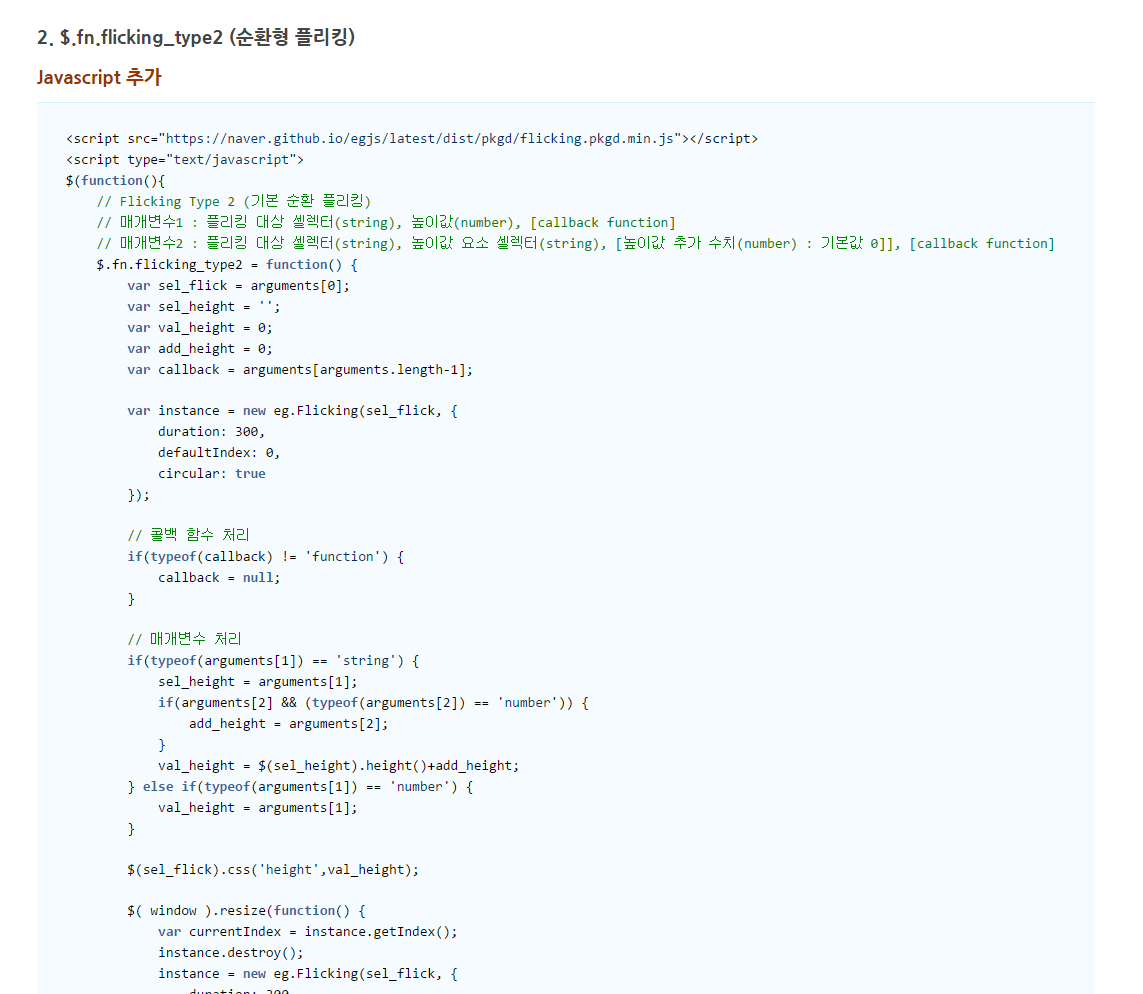 2. $.fn.flicking_type2 (순환형 플리킹)
Javascript 추가
<script src="https://naver.github.io/egjs/latest/dist/pkgd/flicking.pkgd.min.js"></script>
<script type="text/javascript">
$(function(){
    // Flicking Type 2 (기본 순환 플리킹)
    // 매개변수1 : 플리킹 대상 셀렉터(string), 높이값(number), [callback function]
    // 매개변수2 : 플리킹 대상 셀렉터(string), 높이값 요소 셀렉터(string), [높이값 추가 수치(number) : 기본값 0]], [callback function]
    $.fn.flicking_type2 = function() {
        var sel_flick = arguments[0];
        var sel_height = '';
        var val_height = 0;
        var add_height = 0;
        var callback = arguments[arguments.length-1];

        var instance = new eg.Flicking(sel_flick, {
            duration: 300,
            defaultIndex: 0,
            circular: true
        });

        // 콜백 함수 처리
        if(typeof(callback) != 'function') {
            callback = null;
        }

        // 매개변수 처리
        if(typeof(arguments[1]) == 'string') {
            sel_height = arguments[1];
            if(arguments[2] && (typeof(arguments[2]) == 'number')) {
                add_height = arguments[2];
            }
            val_height = $(sel_height).height()+add_height;
        } else if(typeof(arguments[1]) == 'number') {
            val_height = arguments[1];
        }

        $(sel_flick).css('height',val_height);

        $( window ).resize(function() {
            var currentIndex = instance.getIndex();
            instance.destroy();
            instance = new eg.Flicking(sel_flick, {
                duration: 300